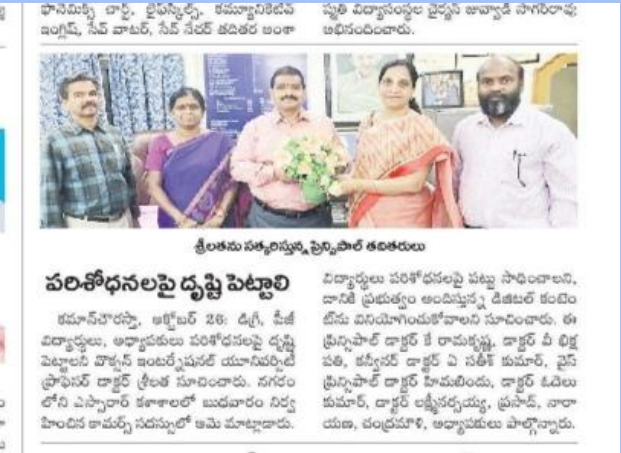 ఫొనెమిక్స్ చార్ట్, లైఫ్‌స్కిల్స్, కమ్యూనికేటివ్
ఇంగ్లిష్, సేవ్ వాటర్, సేవ్ నేచర్ తదితర అంశా
స్మృతి విద్యాసంస్థల చైర్మన్ జువ్వాడి సాగర్‌రావు
అభినందించారు.
శ్రీలతను సత్కరిస్తున్న ప్రిన్సిపాల్ తదితరులు
పరిశోధనలపై దృష్టి పెట్టాలి
కమాన్‌చౌరస్తా, అక్టోబర్ 26: డిగ్రీ, పీజీ
విద్యార్థులు, అధ్యాపకులు పరిశోధనలపై దృష్టి
పెట్టాలని వొక్సన్ ఇంటర్నేషనల్ యూనివర్సిటీ
ప్రొఫెసర్ డాక్టర్ శ్రీలత సూచించారు. నగరం
లోని ఎస్సారార్ కళాశాలలో బుధవారం నిర్వ
హించిన కామర్స్ సదస్సులో ఆమె మాట్లాడారు.
విద్యార్థులు పరిశోధనలపై పట్టు సాధించాలని,
దానికి ప్రభుత్వం అందిస్తున్న డిజిటల్ కంటెం
ట్‌ను వినియోగించుకోవాలని సూచించారు. ఈ
ప్రిన్సిపాల్ డాక్టర్ కే రామకృష్ణ, డాక్టర్ వీ భిక్ష
పతి, కన్వీనర్ డాక్టర్ ఏ సతీశ్ కుమార్, వైస్
ప్రిన్సిపాల్ డాక్టర్ హిమబిందు, డాక్టర్ ఓదెలు
కుమార్, డాక్టర్ లక్ష్మీనర్సయ్య, ప్రసాద్, నారా
యణ, చంద్రమౌళి, అధ్యాపకులు పాల్గొన్నారు.